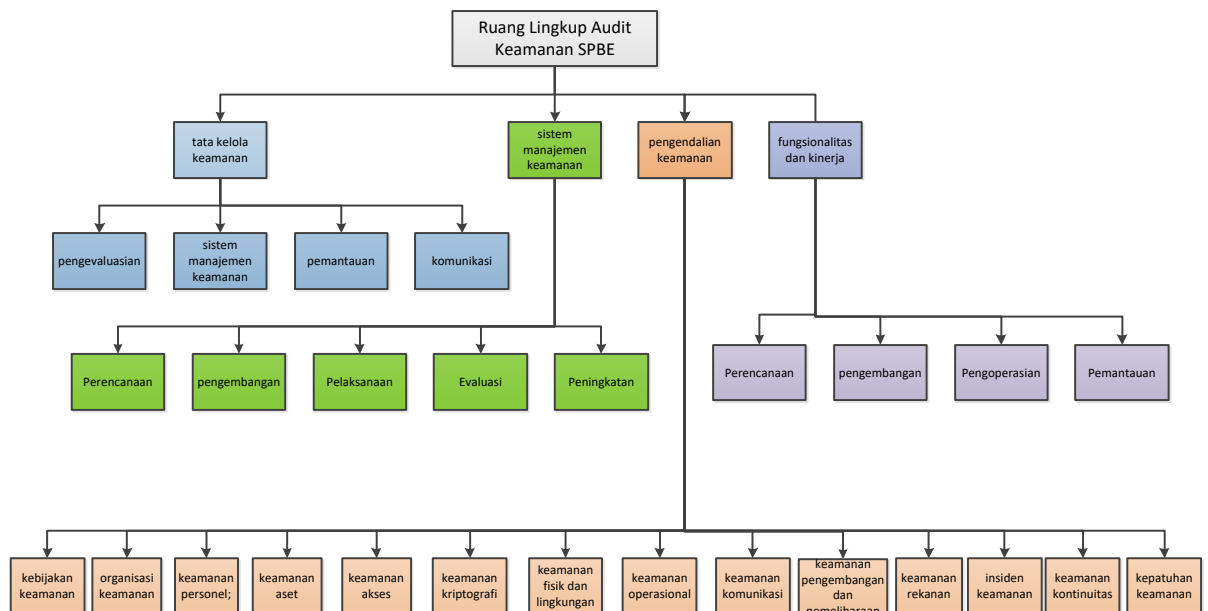 Ruang Lingkup Audit
Keamanan SPBE
tata kelola
keamanan
sistem
manajemen
keamanan
pengendalian
keamanan
fungsionalitas
dan kinerja
pengevaluasian
sistem
manajemen
keamanan
pemantauan
komunikasi
Perencanaan
pengembangan
Pelaksanaan
Evaluasi
Peningkatan
Perencanaan
pengembangan
Pengoperasian
Pemantauan
kebijakan
keamanan
organisasi
keamanan
keamanan
personel;
keamanan
aset
keamanan
akses
keamanan
kriptografi
keamanan
fisik dan
lingkungan
keamanan
operasional
keamanan
komunikasi
keamanan
pengembangan
dan
pemeliharaan
keamanan
rekanan
insiden
keamanan
keamanan
kontinuitas
kepatuhan
keamanan